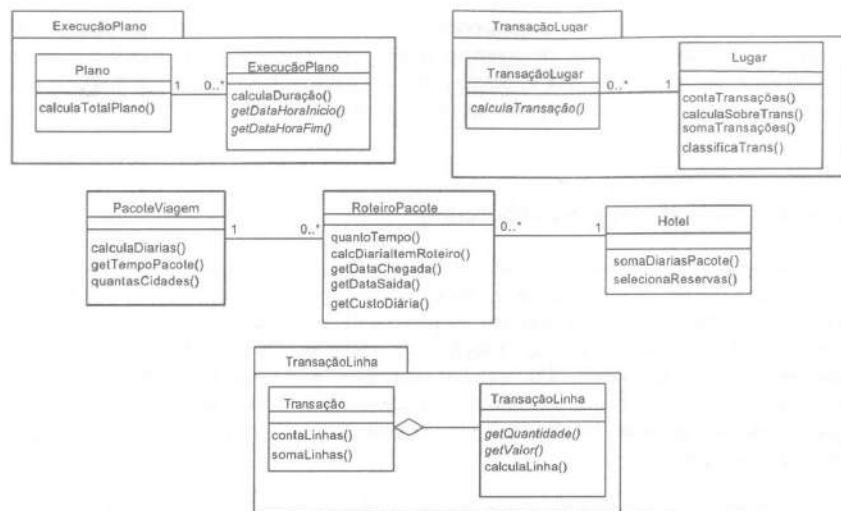 ExecuçãoPlano
Plano
calculaTotalPlano()
1
0..*
ExecuçãoPlano
calculaDuração()
getDataHoraInicio()
getDataHoraFim()
TransaçãoLugar
TransaçãoLugar
calculaTransação()
0..*
1
Lugar
contaTransações()
calculaSobreTrans()
somaTransações()
classificaTrans()
PacoteViagem
calculaDiarias()
getTempoPacote()
quantasCidades()
1
0..*
RoteiroPacote
quantoTempo()
calcDiariaItemRoteiro()
getDataChegada()
getDataSaída()
getCustoDiária()
0..*
1
Hotel
somaDiariasPacote()
selecionaReservas()
TransaçãoLinha
Transação
contaLinhas()
somaLinhas()
TransaçãoLinha
getQuantidade()
getValor()
calculaLinha()